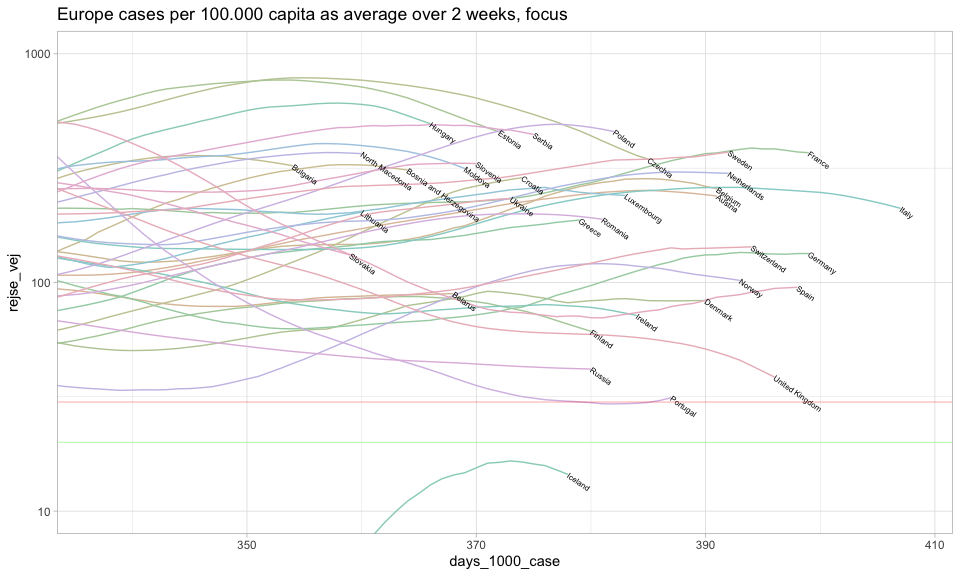 Europe cases per 100.000 capita as average over 2 weeks, focus
rejse_vej
1000
100
10
Hungary
Estonia
Serbia
Poland
Czechia
Sweden
France
Bulgaria
North Macedonia
Bosnia and Herzegovina
Moldova
Slovenia
Croatia
Ukraine
Netherlands
Belgium
Austria
Luxembourg
Italy
Lithuania
Greece
Romania
Slovakia
Switzerland
Germany
Belarus
Norway
Spain
Ireland
Denmark
Finland
Russia
United Kingdom
Portugal
Iceland
350
370
390
410
days_1000_case